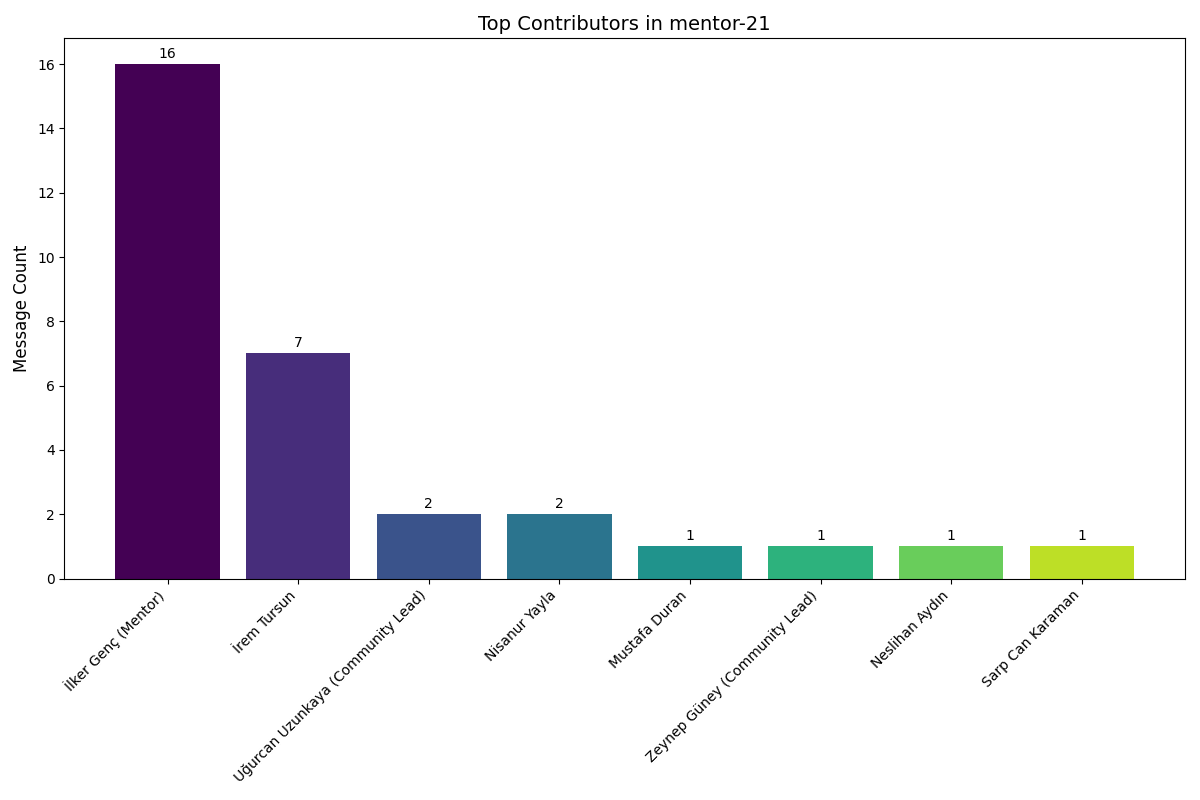 Top Contributors in mentor-21
Message Count
16
14
12
10
8
6
4
2
0
16
7
2
2
1
1
1
1
İlker Genç (Mentor)
İrem Tursun
Uğurcan Uzunkaya (Community Lead)
Nisanur Yayla
Mustafa Duran
Zeynep Güney (Community Lead)
Neslihan Aydın
Sarp Can Karaman